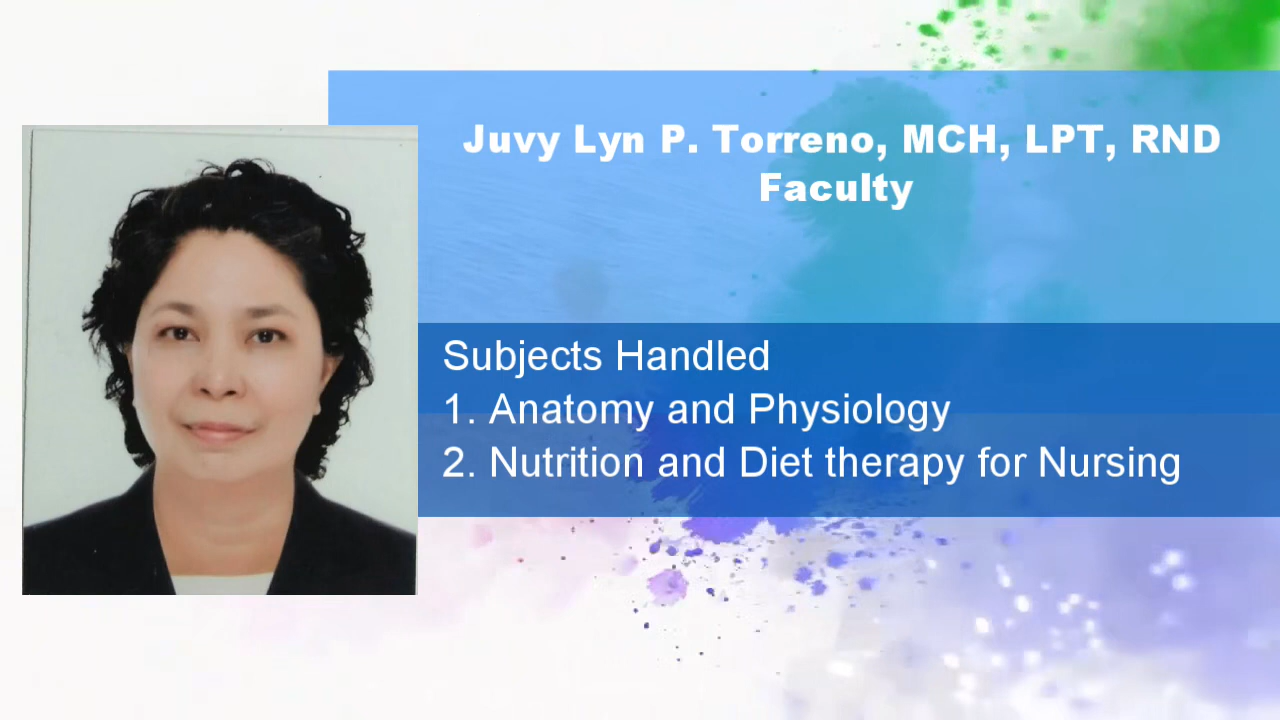 Juvy Lyn P. Torreno, MCH, LPT, RND
Faculty
Subjects Handled
1. Anatomy and Physiology
2. Nutrition and Diet therapy for Nursing